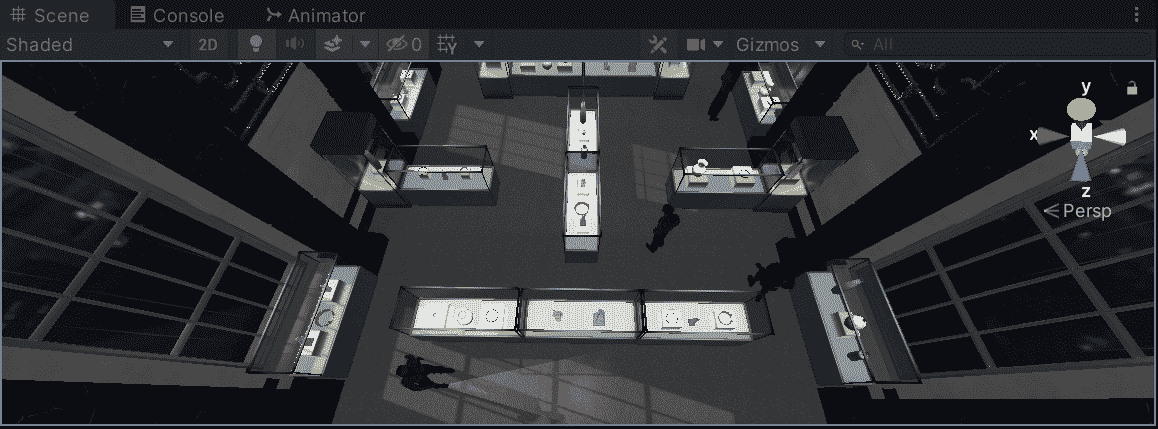 Scene Console Animator
Shaded 2D 0 Gizmos All
y
x
z
Persp